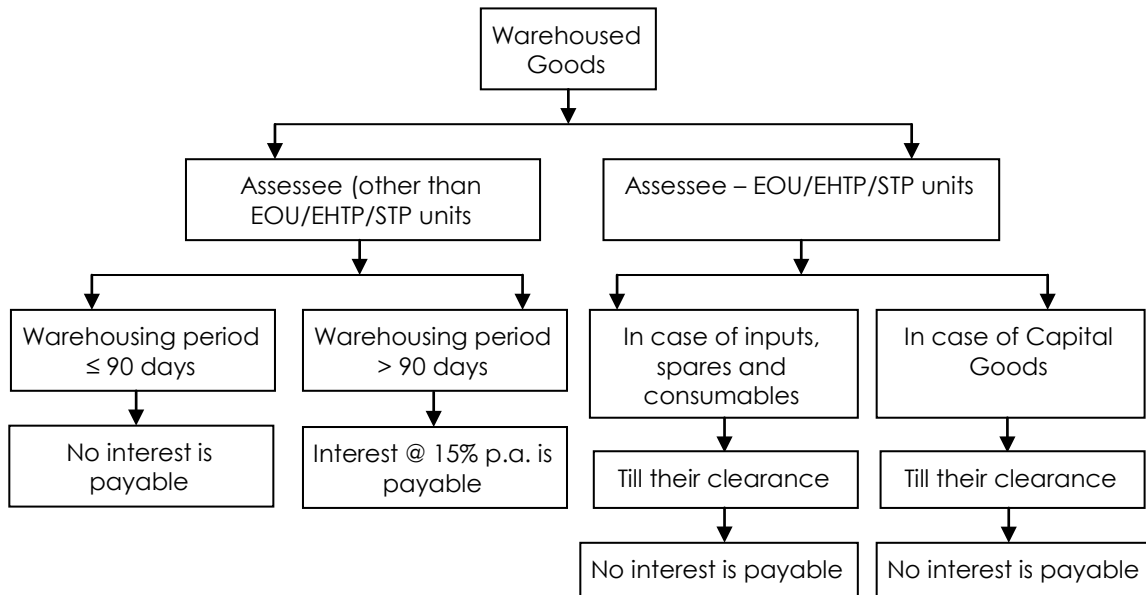 Warehoused
Goods
Assessee (other than
EOU/EHTP/STP units
Assessee – EOU/EHTP/STP units
Warehousing period
≤ 90 days
Warehousing period
> 90 days
In case of inputs,
spares and
consumables
In case of Capital
Goods
No interest is
payable
Interest @ 15% p.a. is
payable
Till their clearance
Till their clearance
No interest is payable
No interest is payable